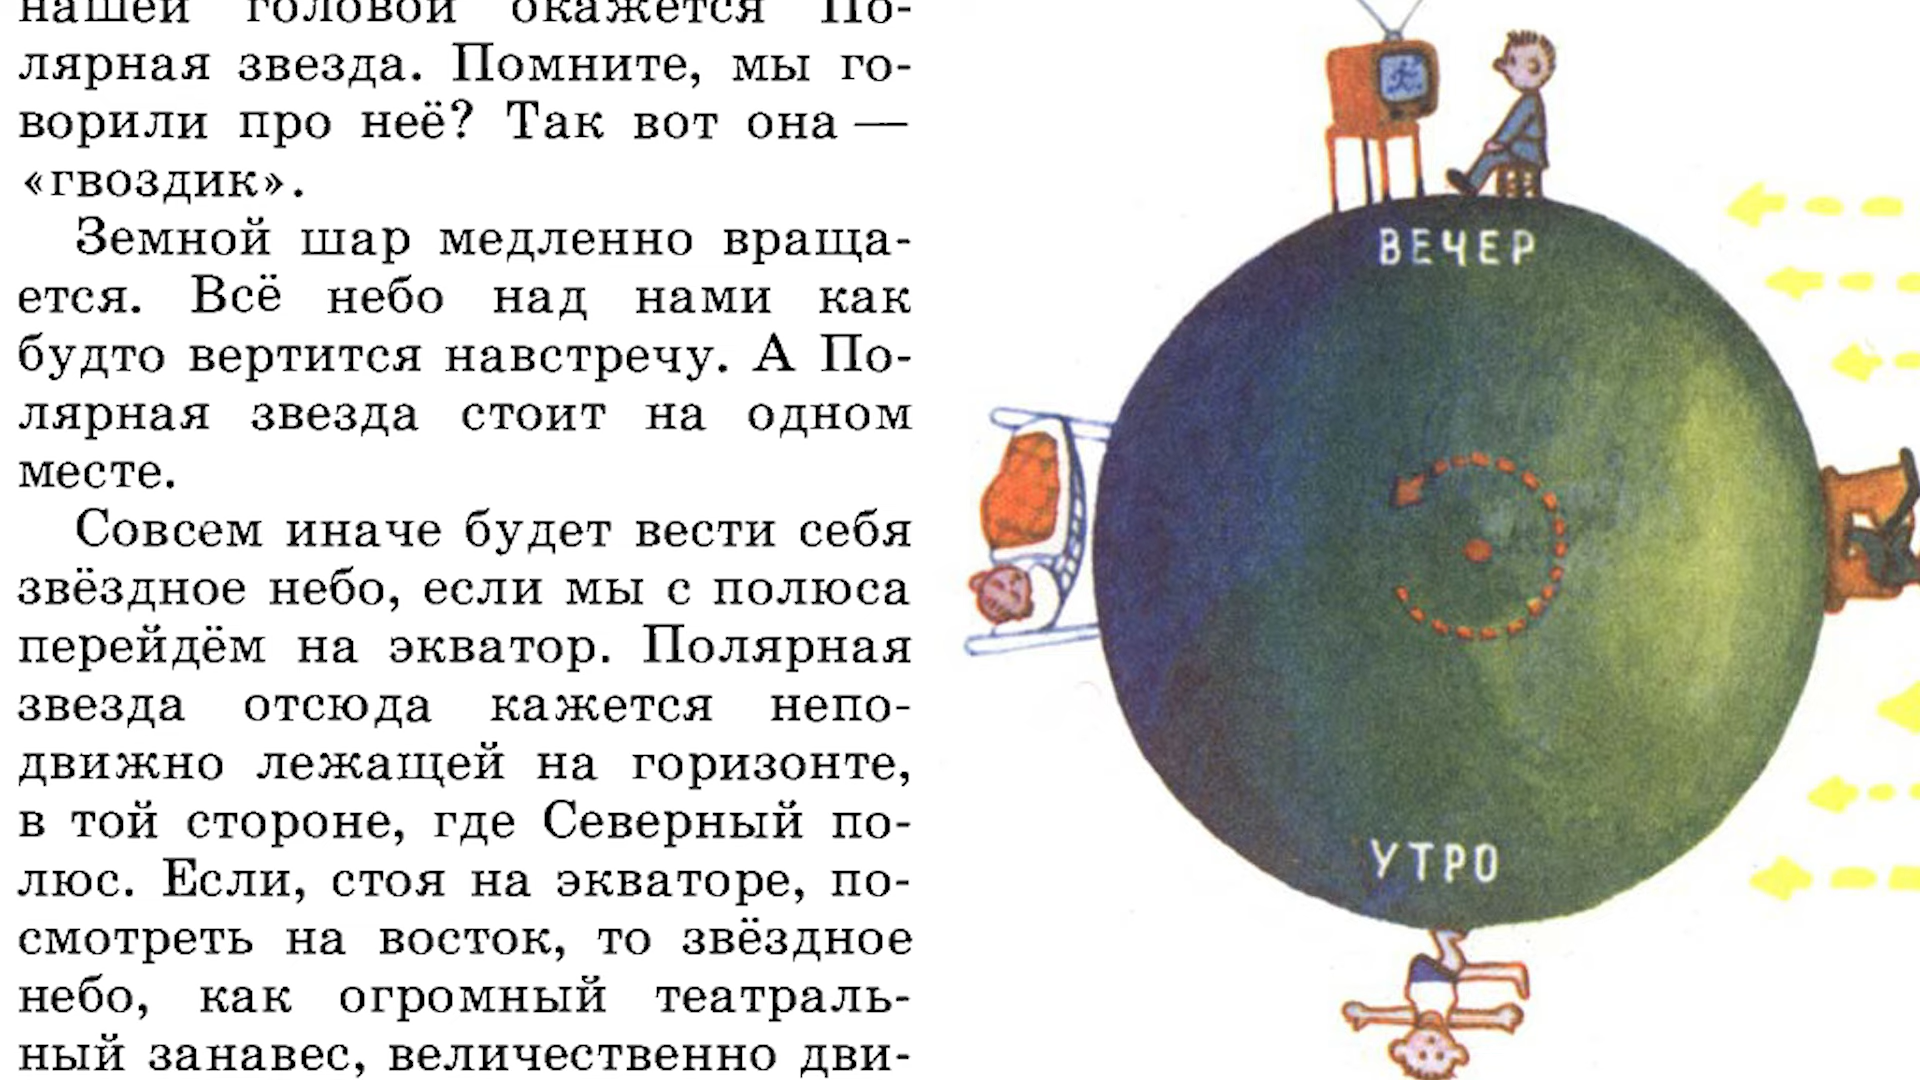 нашей головой окажется По-
лярная звезда. Помните, мы го-
ворили про неё? Так вот она —
«гвоздик».
Земной шар медленно враща-
ется. Всё небо над нами как
будто вертится навстречу. А По-
лярная звезда стоит на одном
месте.
Совсем иначе будет вести себя
звёздное небо, если мы с полюса
перейдём на экватор. Полярная
звезда отсюда кажется непо-
движно лежащей на горизонте,
в той стороне, где Северный по-
люс. Если, стоя на экваторе, по-
смотреть на восток, то звёздное
небо, как огромный театраль-
ный занавес, величественно дви-
ВЕЧЕР
УТРО